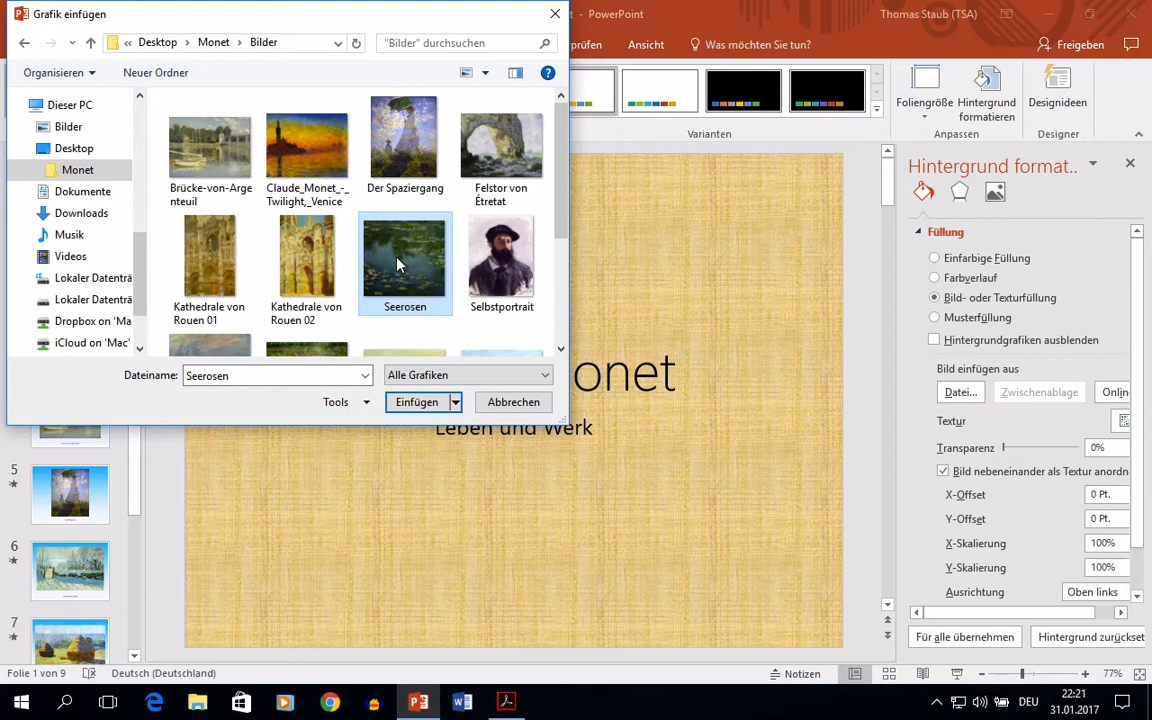 Grafik einfügen
- PowerPoint
Thomas Staub (TSA)
« Desktop › Monet › Bilder
"Bilder" durchsuchen
Ansicht
Was möchten Sie tun?
Freigeben
Organisieren
Neuer Ordner
Foliengröße
Hintergrund
formatieren
Designideen
Varianten
Anpassen
Designer
Dieser PC
Bilder
Desktop
Monet
Dokumente
Downloads
Musik
Videos
Lokaler Datenträ
Lokaler Datenträ
Dropbox on 'Ma
iCloud on 'Mac'
Brücke-von-Arge
nteuil
Claude_Monet_-_
Twilight,_Venice
Der Spaziergang
Felstor von
Étretat
Kathedrale von
Rouen 01
Kathedrale von
Rouen 02
Seerosen
Selbstportrait
Dateiname:
Seerosen
Alle Grafiken
Tools
Einfügen
Abbrechen
onet
Leben und Werk
5
6
7
Hintergrund format..
Füllung
Einfarbige Füllung
Farbverlauf
Bild- oder Texturfüllung
Musterfüllung
Hintergrundgrafiken ausblenden
Bild einfügen aus
Datei...
Zwischenablage
Onlin
Textur
Transparenz
0%
Bild nebeneinander als Textur anordn
X-Offset
0 Pt.
Y-Offset
0 Pt.
X-Skalierung
100%
Y-Skalierung
100%
Ausrichtung
Oben links
Für alle übernehmen
Hintergrund zurückset
Folie 1 von 9
Deutsch (Deutschland)
Notizen
77%
DEU
22:21
31.01.2017